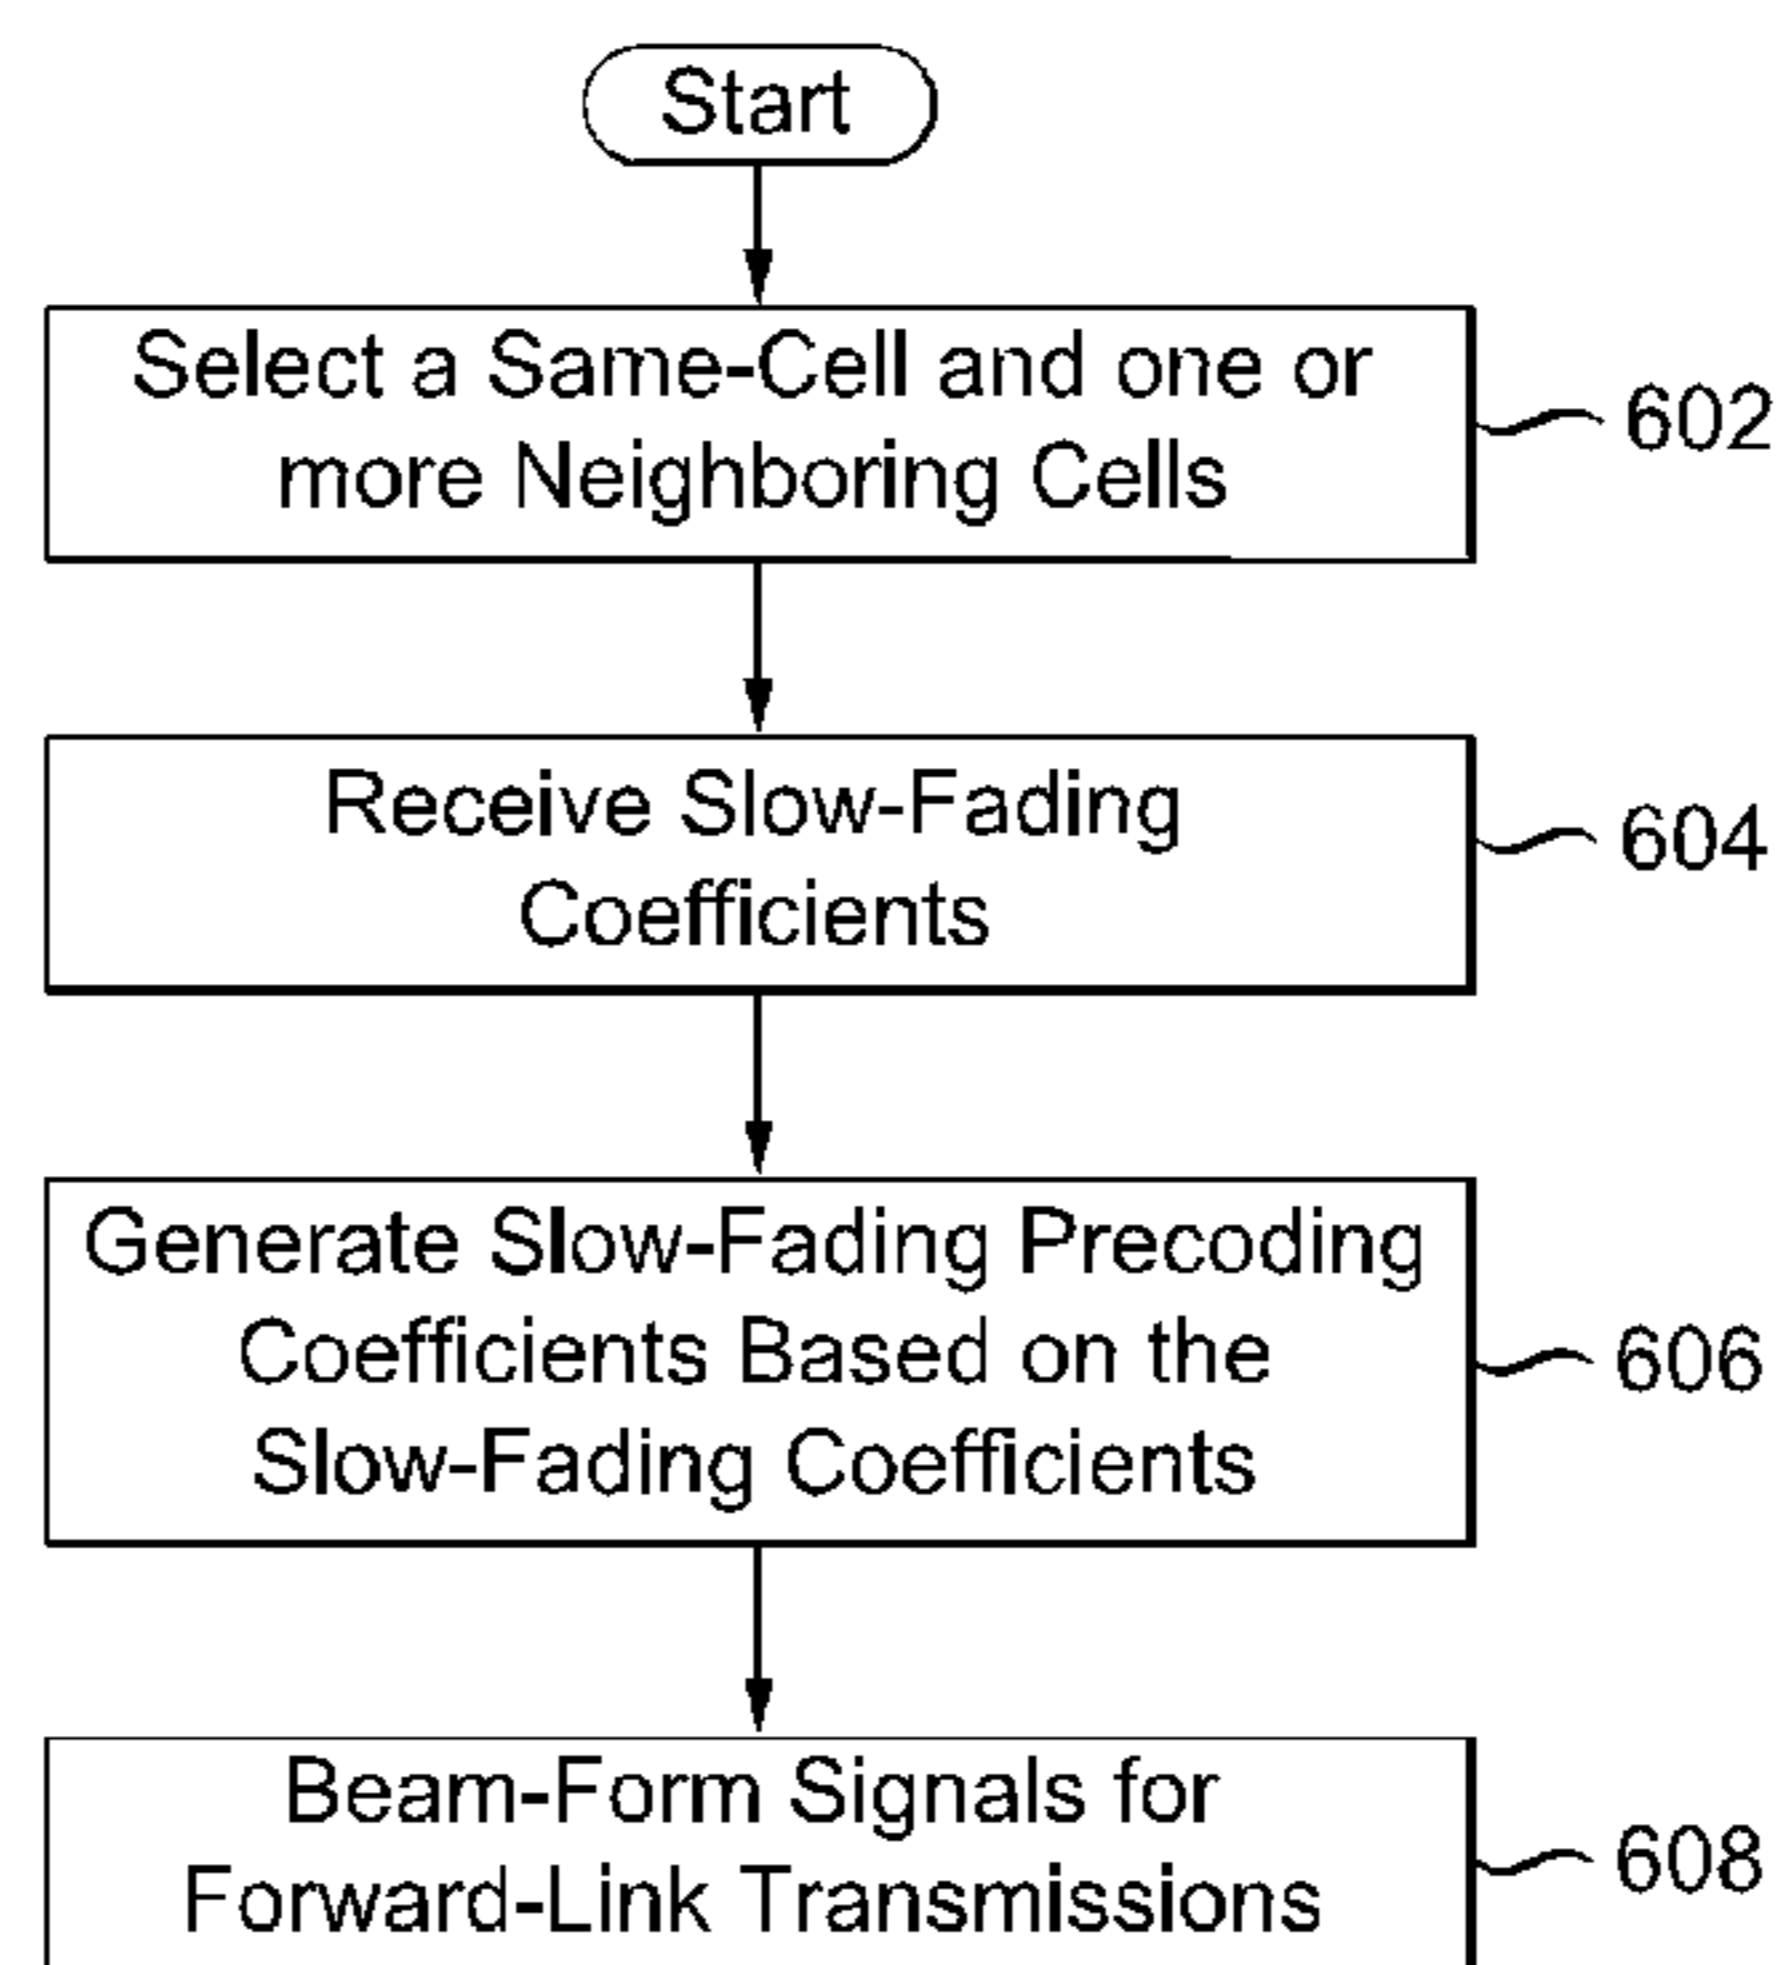 Start
Select a Same-Cell and one or
more Neighboring Cells
602
Receive Slow-Fading
Coefficients
604
Generate Slow-Fading Precoding
Coefficients Based on the
Slow-Fading Coefficients
606
Beam-Form Signals for
Forward-Link Transmissions
608